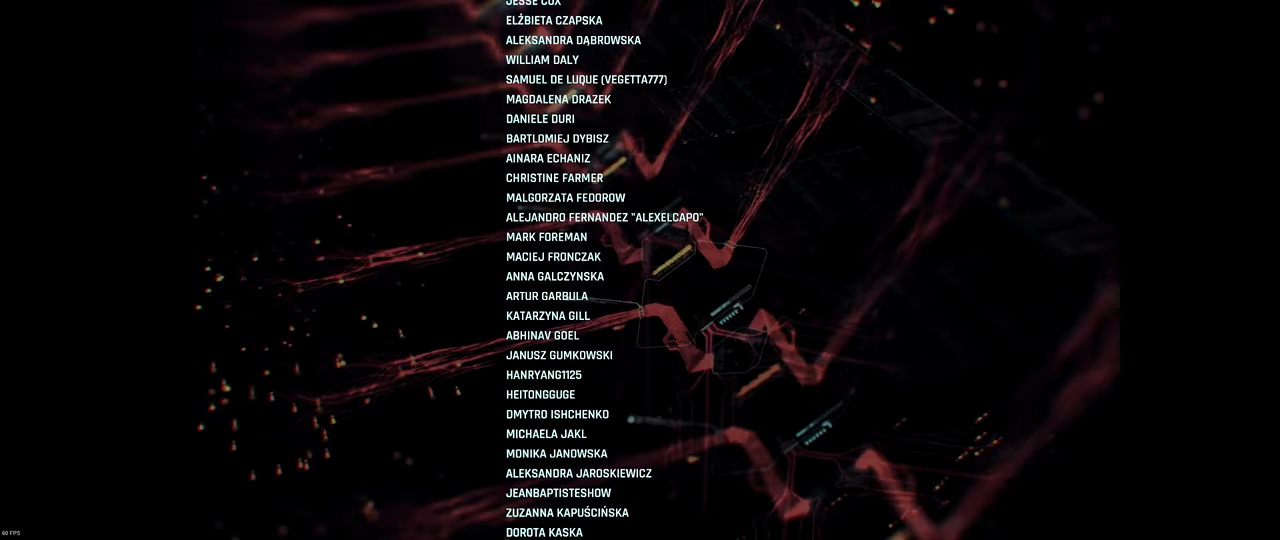 JESSE COX
ELŻBIETA CZAPSKA
ALEKSANDRA DĄBROWSKA
WILLIAM DALY
SAMUEL DE LUQUE (VEGETTA777)
MAGDALENA DRAZEK
DANIELE DURI
BARTLOMIEJ DYBISZ
AINARA ECHANIZ
CHRISTINE FARMER
MALGORZATA FEDOROW
ALEJANDRO FERNANDEZ "ALEXELCAPO"
MARK FOREMAN
MACIEJ FRONCZAK
ANNA GALCZYNSKA
ARTUR GARBULA
KATARZYNA GILL
ABHINAV GOEL
JANUSZ GUMKOWSKI
HANRYANG1125
HEITONGGUGE
DMYTRO ISHCHENKO
MICHAELA JAKL
MONIKA JANOWSKA
ALEKSANDRA JAROSKIEWICZ
JEANBAPTISTESHOW
ZUZANNA KAPUŚCIŃSKA
DOROTA KASKA
60 FPS